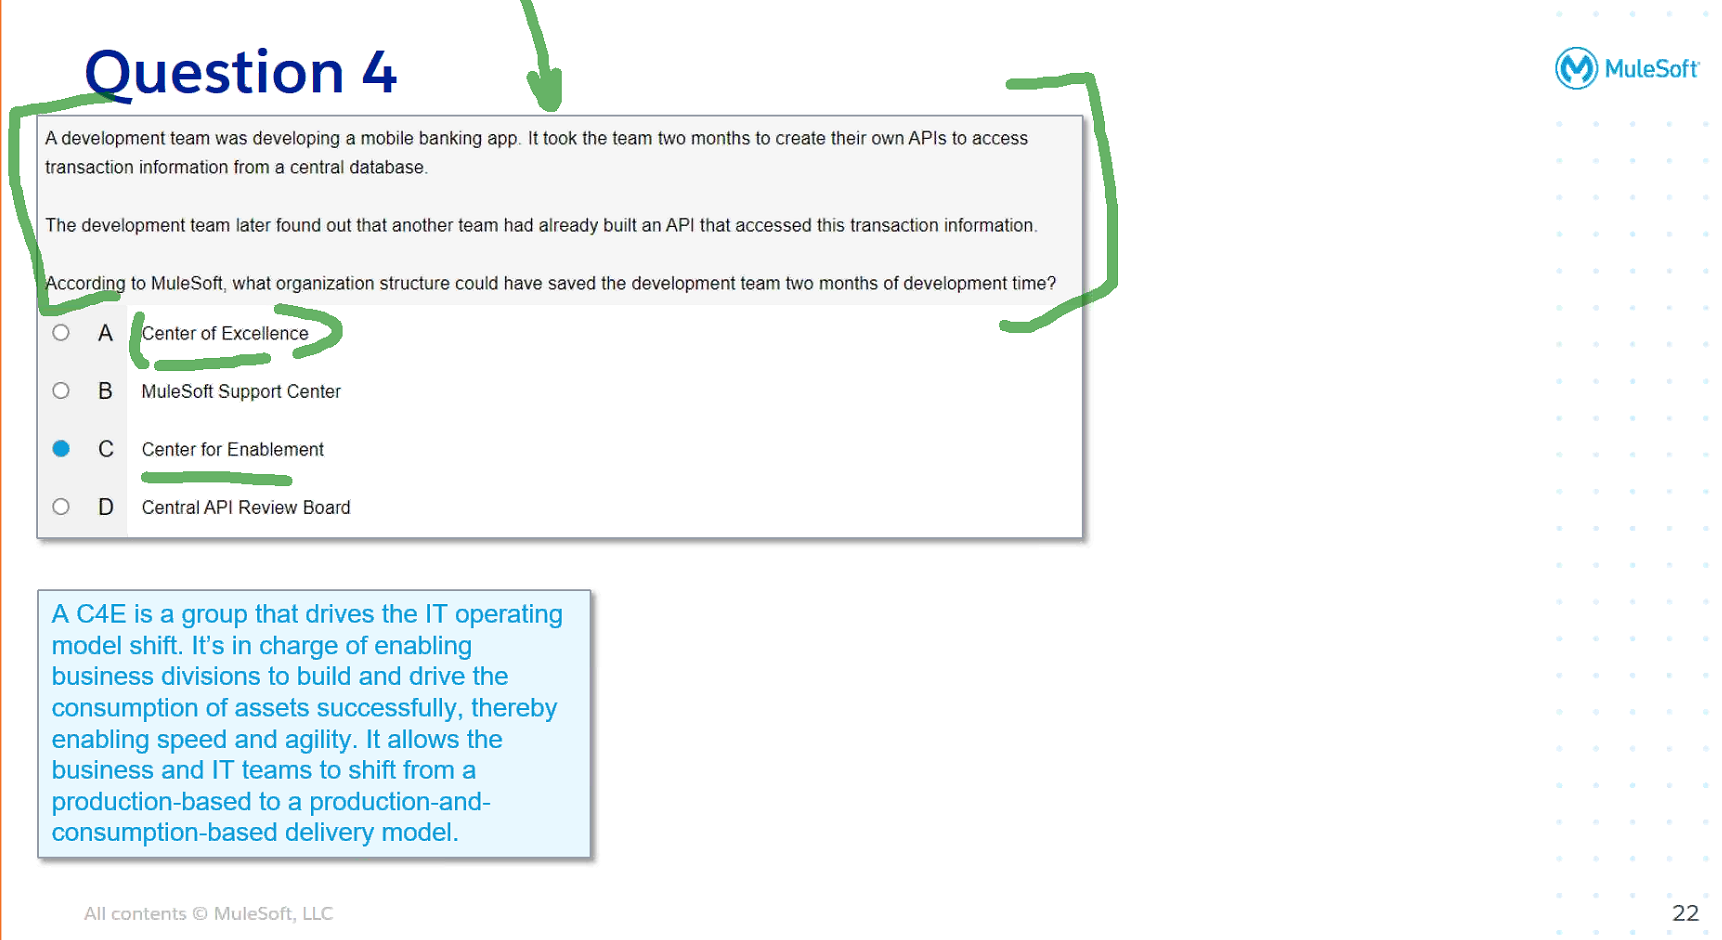 Question 4
MuleSoft
A development team was developing a mobile banking app. It took the team two months to create their own APIs to access
transaction information from a central database.
The development team later found out that another team had already built an API that accessed this transaction information.
According to MuleSoft, what organization structure could have saved the development team two months of development time?
A Center of Excellence
B MuleSoft Support Center
C Center for Enablement
D Central API Review Board
A C4E is a group that drives the IT operating
model shift. It’s in charge of enabling
business divisions to build and drive the
consumption of assets successfully, thereby
enabling speed and agility. It allows the
business and IT teams to shift from a
production-based to a production-and-
consumption-based delivery model.
All contents © MuleSoft, LLC
22